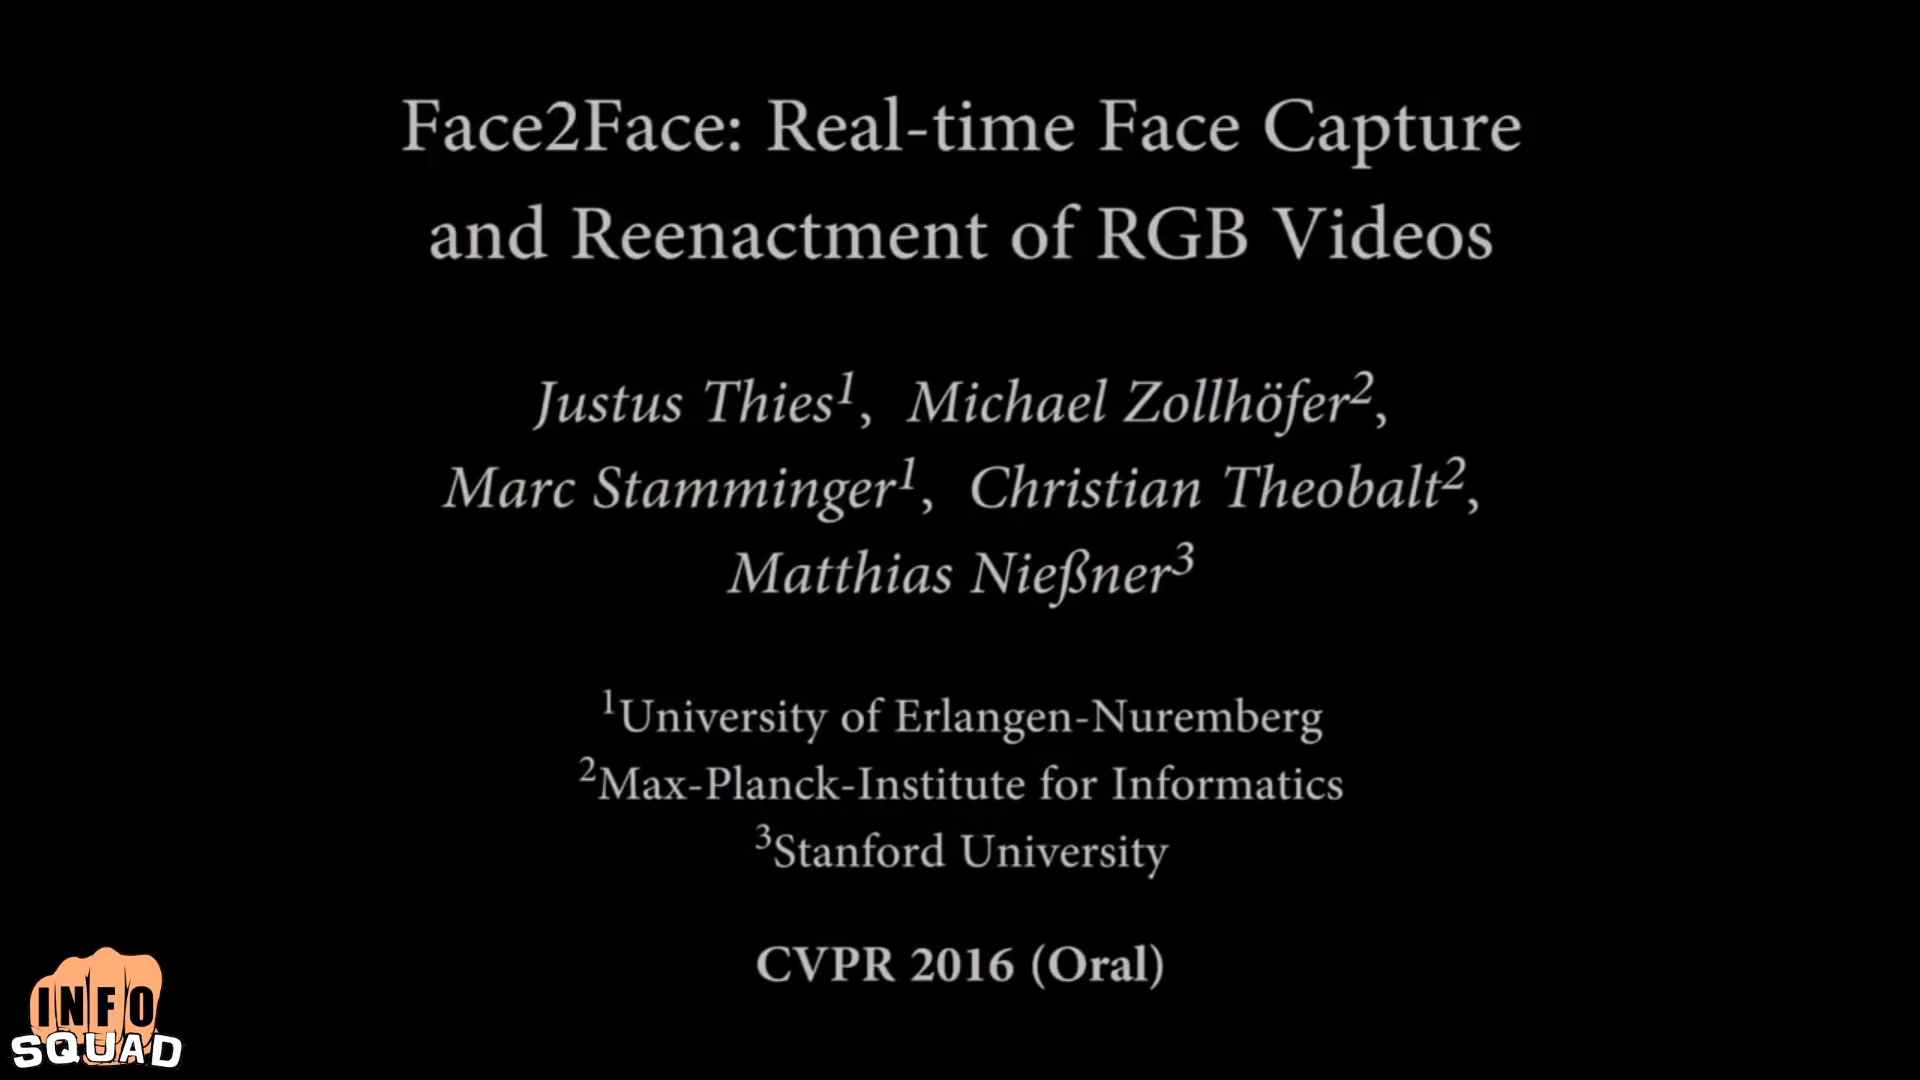 Face2Face: Real-time Face Capture
and Reenactment of RGB Videos
Justus Thies¹, Michael Zollhöfer²,
Marc Stamminger¹, Christian Theobalt²,
Matthias Nießner³
¹University of Erlangen-Nuremberg
²Max-Planck-Institute for Informatics
³Stanford University
CVPR 2016 (Oral)
INFO
SQUAD